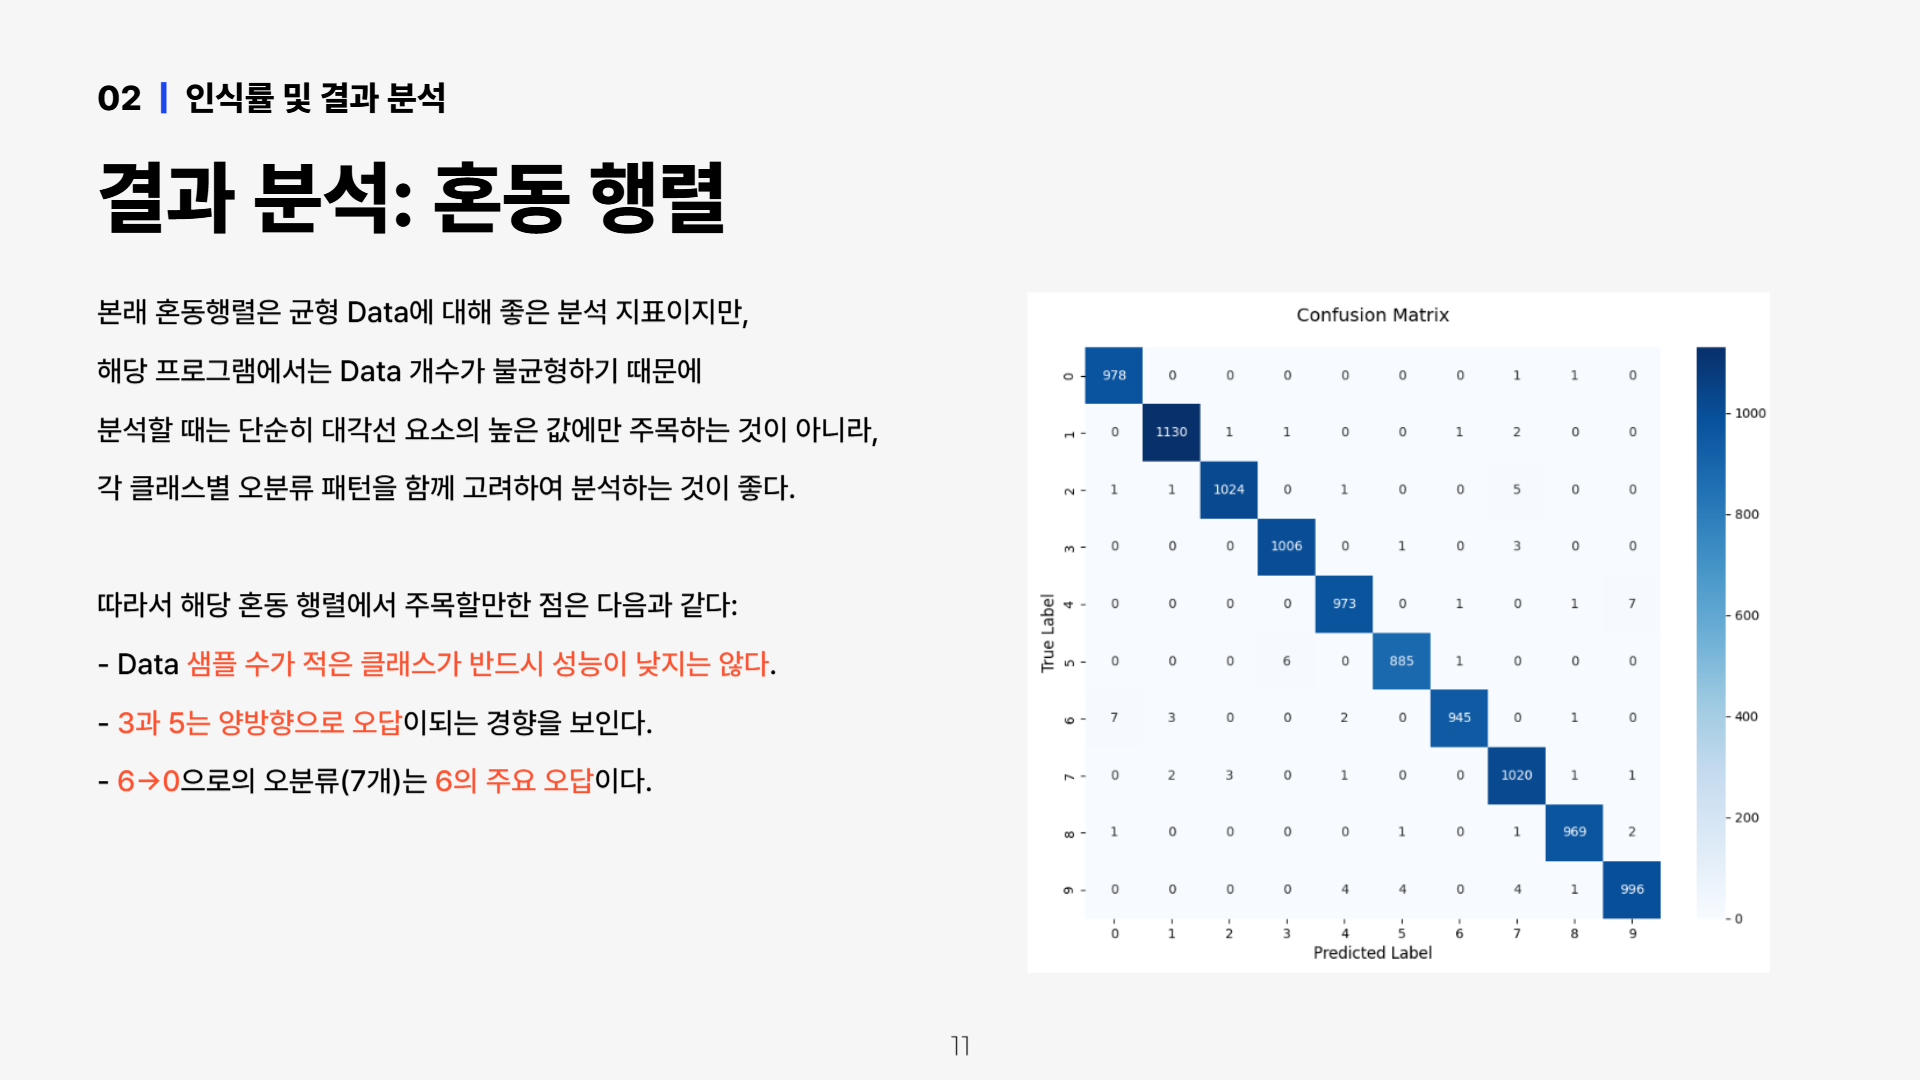 02 | 인식률 및 결과 분석
결과 분석: 혼동 행렬
본래 혼동행렬은 균형 Data에 대해 좋은 분석 지표이지만,
해당 프로그램에서는 Data 개수가 불균형하기 때문에
분석할 때는 단순히 대각선 요소의 높은 값에만 주목하는 것이 아니라,
각 클래스별 오분류 패턴을 함께 고려하여 분석하는 것이 좋다.
따라서 해당 혼동 행렬에서 주목할만한 점은 다음과 같다:
- Data 샘플 수가 적은 클래스가 반드시 성능이 낮지는 않다.
- 3과 5는 양방향으로 오답이되는 경향을 보인다.
- 6→0으로의 오분류(7개)는 6의 주요 오답이다.
Confusion Matrix
True Label
0 978 0 0 0 0 0 0 1 1 0
1 0 1130 1 1 0 0 1 2 0 0
2 1 1 1024 0 1 0 0 5 0 0
3 0 0 0 1006 0 1 0 3 0 0
4 0 0 0 0 973 0 1 0 1 7
5 0 0 0 6 0 885 1 0 0 0
6 7 3 0 0 2 0 945 0 1 0
7 0 2 3 0 1 0 0 1020 1 1
8 1 0 0 0 0 1 0 1 969 2
9 0 0 0 0 4 4 0 4 1 996
0 1 2 3 4 5 6 7 8 9
Predicted Label
1000
800
600
400
200
0
11